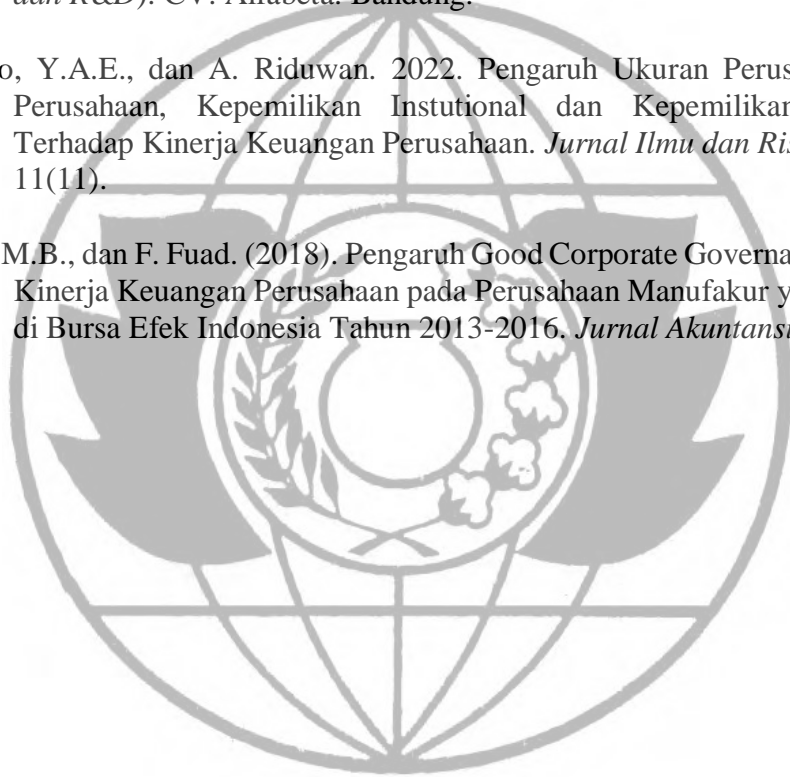 dan R&D). CV. Alfabeta. Bandung.
o, Y.A.E., dan A. Riduwan. 2022. Pengaruh Ukuran Perus
Perusahaan, Kepemilikan Instutional dan Kepemilikan
Terhadap Kinerja Keuangan Perusahaan. Jurnal Ilmu dan Ris
11(11).
M.B., dan F. Fuad. (2018). Pengaruh Good Corporate Governa
Kinerja Keuangan Perusahaan pada Perusahaan Manufakur y
di Bursa Efek Indonesia Tahun 2013-2016. Jurnal Akuntansi